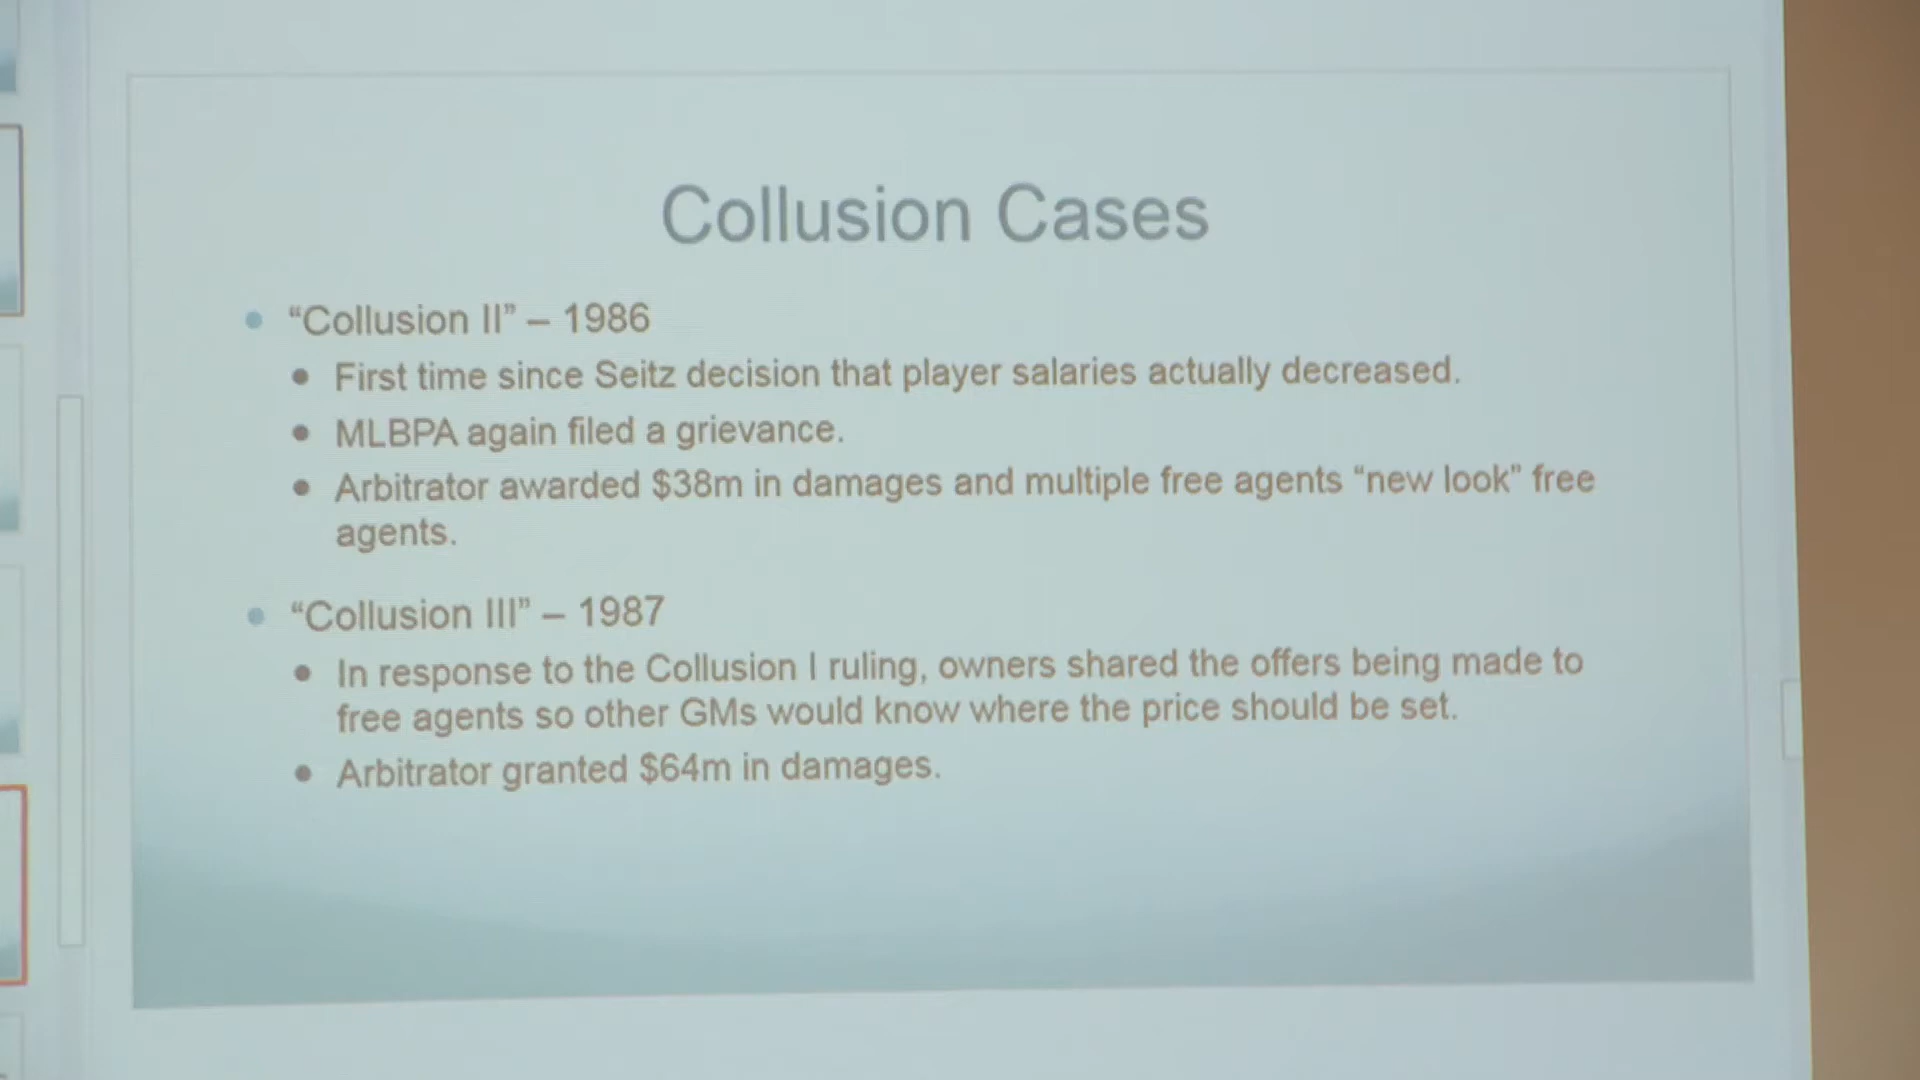 Collusion Cases
• “Collusion II” – 1986
• First time since Seitz decision that player salaries actually decreased.
• MLBPA again filed a grievance.
• Arbitrator awarded $38m in damages and multiple free agents “new look” free
agents.
• “Collusion III” – 1987
• In response to the Collusion I ruling, owners shared the offers being made to
free agents so other GMs would know where the price should be set.
• Arbitrator granted $64m in damages.